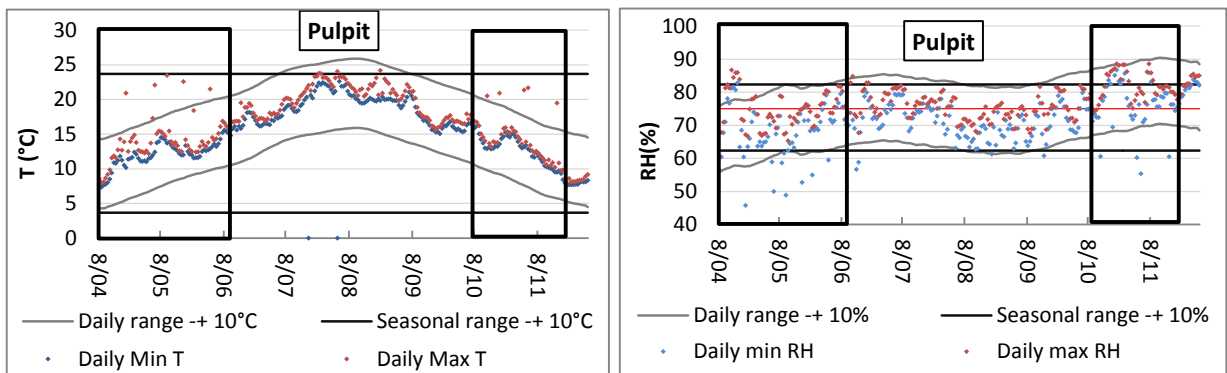 Pulpit
30
25
20
15
10
5
0
T (°C)
8/04
8/05
8/06
8/07
8/08
8/09
8/10
8/11
Daily range -+ 10°C
Seasonal range -+ 10°C
Daily Min T
Daily Max T
Pulpit
100
90
80
70
60
50
40
RH(%)
8/04
8/05
8/06
8/07
8/08
8/09
8/10
8/11
Daily range -+ 10%
Seasonal range -+ 10%
Daily min RH
Daily max RH